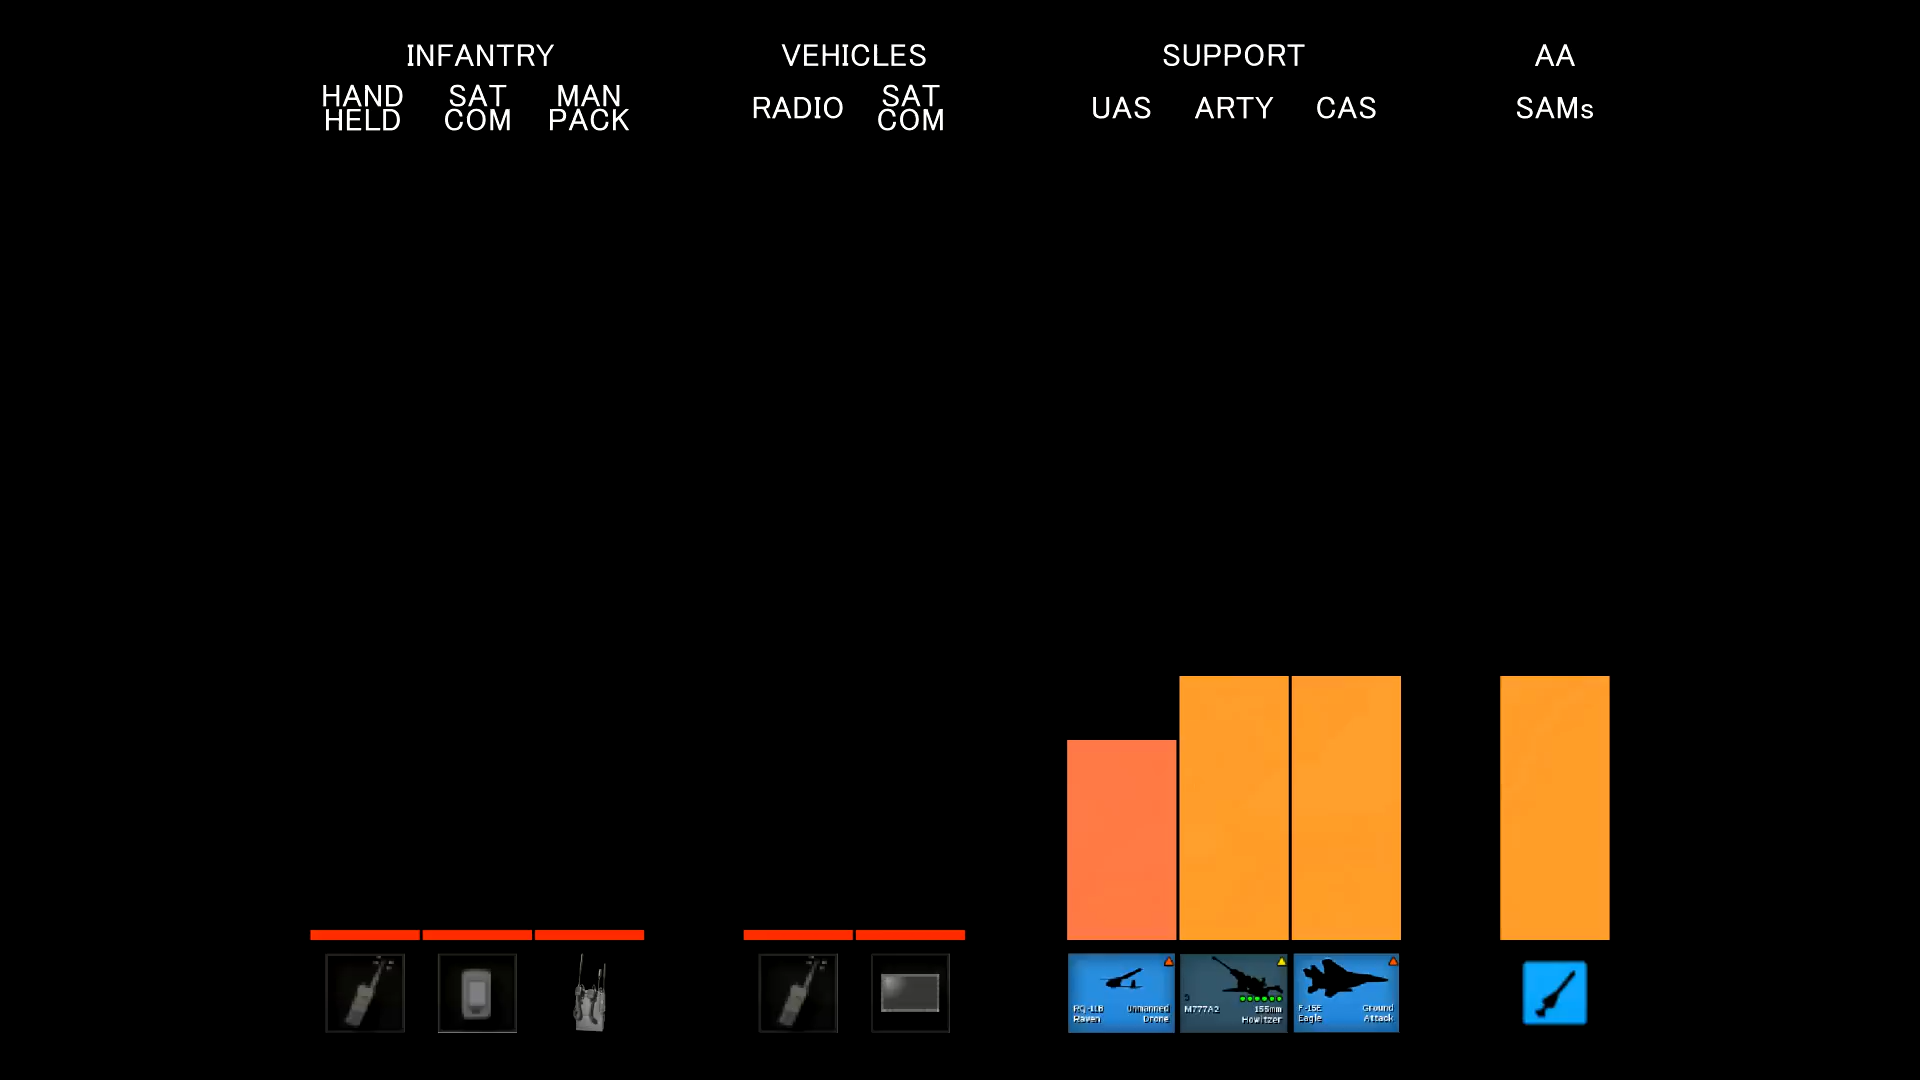 INFANTRY VEHICLES SUPPORT AA
HAND HELD SAT COM MAN PACK RADIO SAT COM UAS ARTY CAS SAMs
RQ-11B Raven Unmanned Drone
3 M777A2 155mm Howitzer
F-15E Eagle Ground Attack